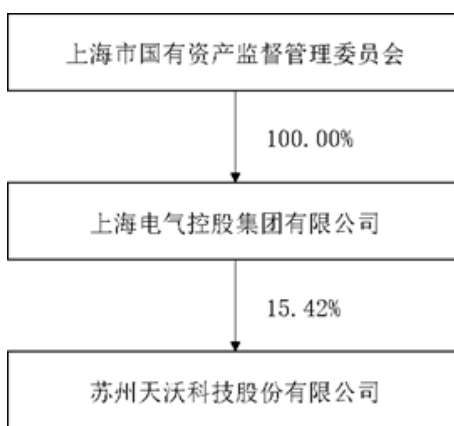 上海市国有资产监督管理委员会
100.00%
上海电气控股集团有限公司
15.42%
苏州天沃科技股份有限公司